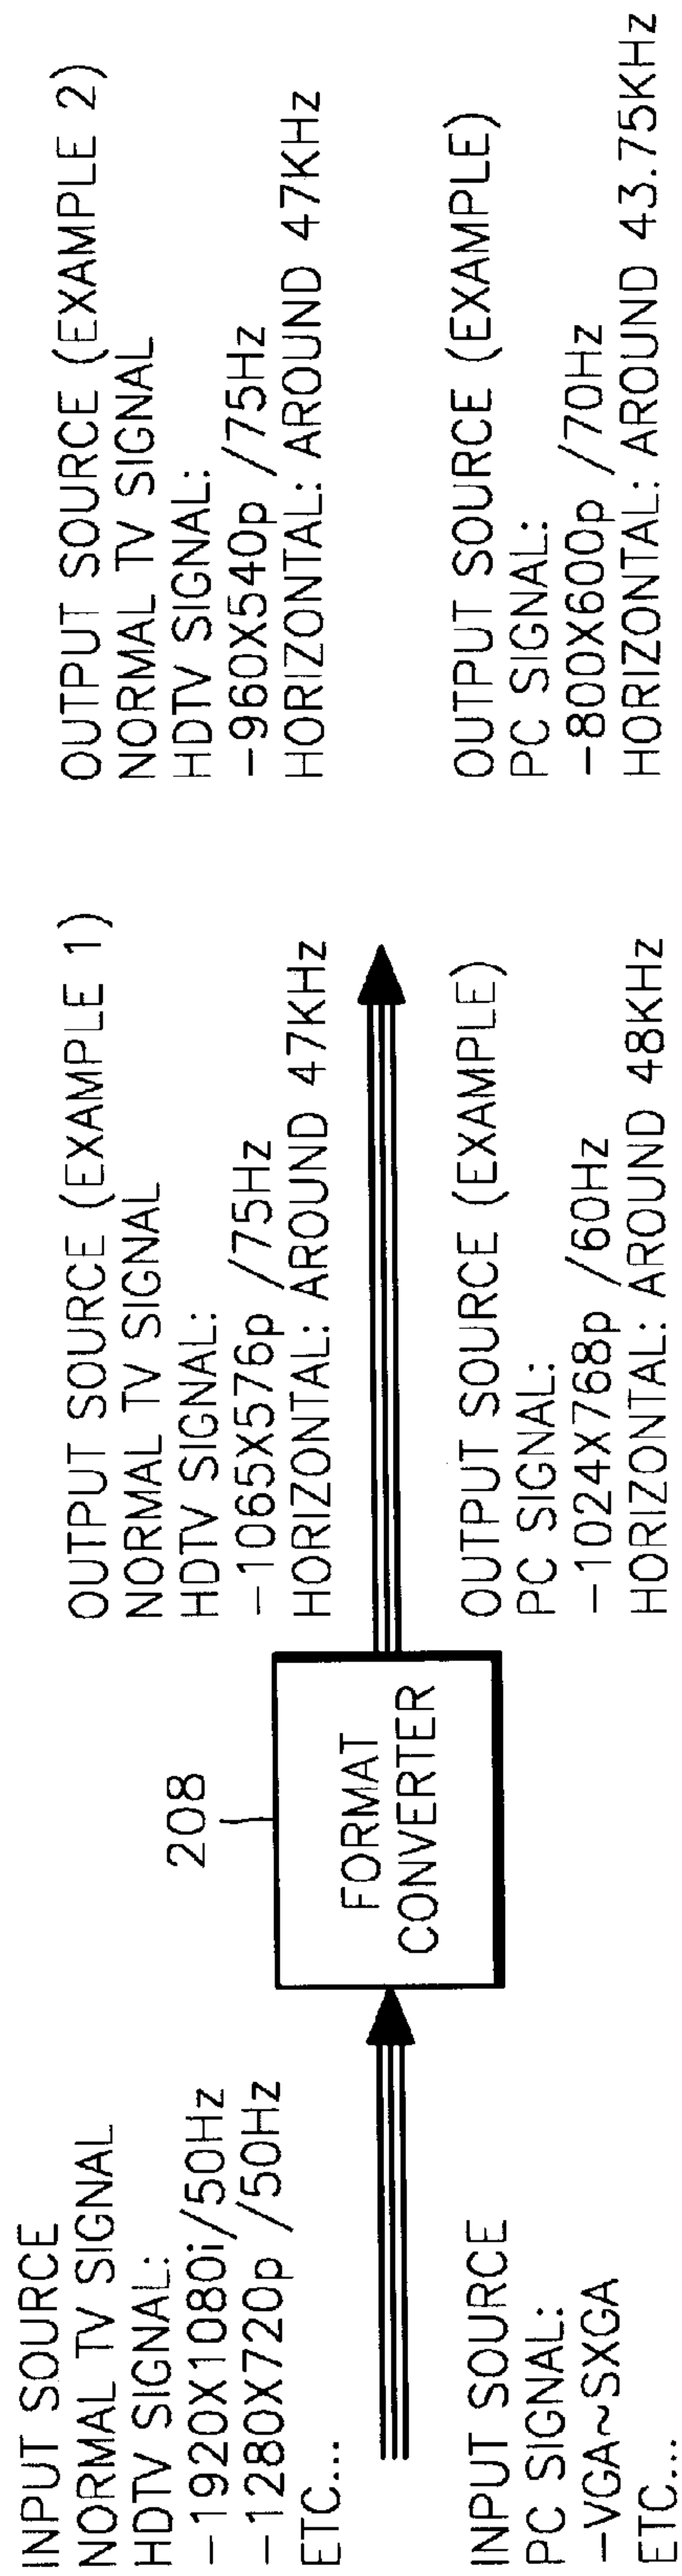 INPUT SOURCE
NORMAL TV SIGNAL
HDTV SIGNAL:
-1920X1080i/50Hz
-1280X720p /50Hz
ETC...
INPUT SOURCE
PC SIGNAL:
-VGA~SXGA
ETC...
208
FORMAT
CONVERTER
OUTPUT SOURCE (EXAMPLE 1)
NORMAL TV SIGNAL
HDTV SIGNAL:
-1065X576p /75Hz
HORIZONTAL: AROUND 47KHz
OUTPUT SOURCE (EXAMPLE)
PC SIGNAL:
-1024X768p /60Hz
HORIZONTAL: AROUND 48KHz
OUTPUT SOURCE (EXAMPLE 2)
NORMAL TV SIGNAL
HDTV SIGNAL:
-960X540p /75Hz
HORIZONTAL: AROUND 47KHz
OUTPUT SOURCE (EXAMPLE)
PC SIGNAL:
-800X600p /70Hz
HORIZONTAL: AROUND 43.75KHz